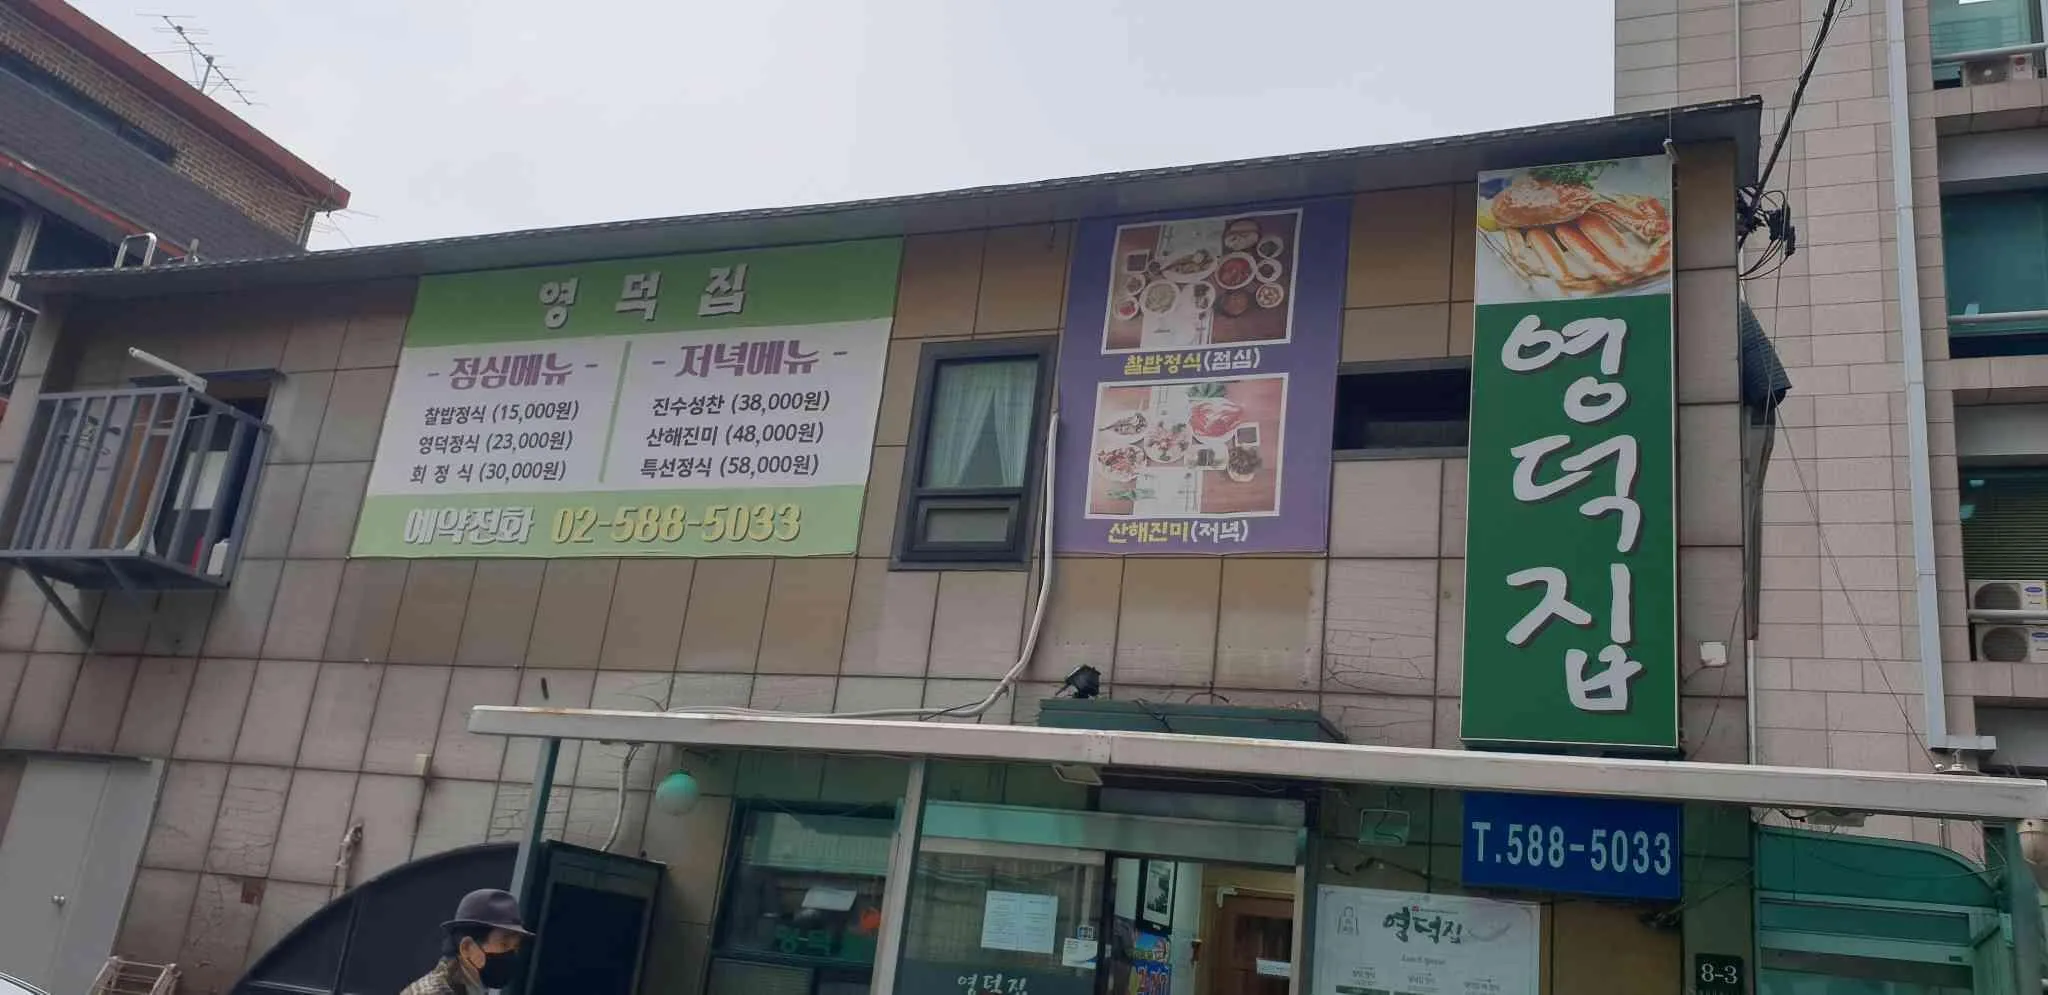 영덕집
- 점심메뉴 -
찰밥정식 (15,000원)
영덕정식 (23,000원)
회 정 식 (30,000원)
- 저녁메뉴 -
진수성찬 (38,000원)
산해진미 (48,000원)
특선정식 (58,000원)
예약전화 02-588-5033
찰밥정식(점심)
산해진미(저녁)
영덕집
T.588-5033
영덕집
영덕집
8-3